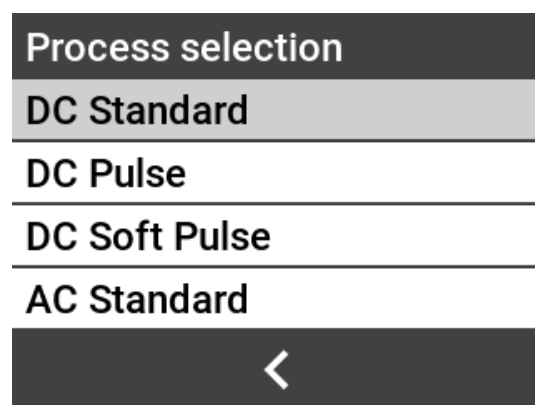 Process selection
DC Standard
DC Pulse
DC Soft Pulse
AC Standard